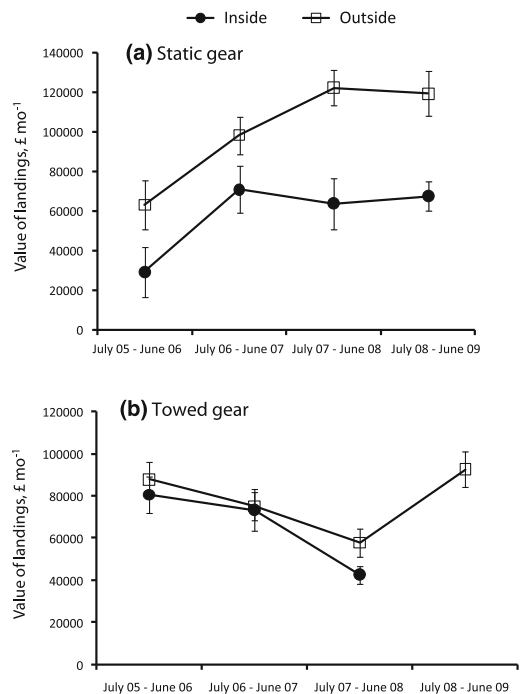 Inside Outside
(a) Static gear
Value of landings, £ mo-1
140000
120000
100000
80000
60000
40000
20000
0
July 05 - June 06 July 06 - June 07 July 07 - June 08 July 08 - June 09
(b) Towed gear
Value of landings, £ mo-1
120000
100000
80000
60000
40000
20000
0
July 05 - June 06 July 06 - June 07 July 07 - June 08 July 08 - June 09